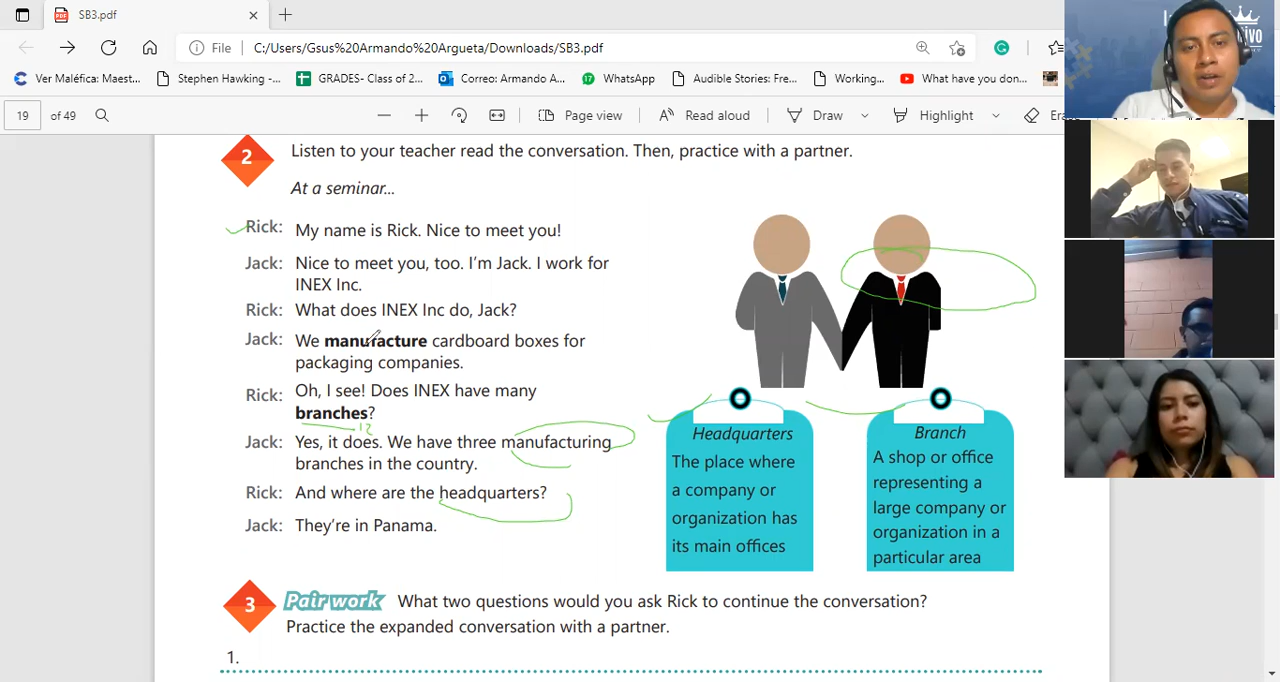 SB3.pdf
File
C:/Users/Gsus%20Armando%20Argueta/Downloads/SB3.pdf
Ver Maléfica: Maest...
Stephen Hawking -...
GRADES- Class of 2...
Correo: Armando A...
17 WhatsApp
Audible Stories: Fre...
Working...
What have you don...
19 of 49
Page view
Read aloud
Draw
Highlight
2
Listen to your teacher read the conversation. Then, practice with a partner.
At a seminar...
Rick: My name is Rick. Nice to meet you!
Jack: Nice to meet you, too. I'm Jack. I work for
INEX Inc.
Rick: What does INEX Inc do, Jack?
Jack: We manufacture cardboard boxes for
packaging companies.
Rick: Oh, I see! Does INEX have many
branches?
Jack: Yes, it does. We have three manufacturing
branches in the country.
Rick: And where are the headquarters?
Jack: They're in Panama.
Headquarters
The place where
a company or
organization has
its main offices
Branch
A shop or office
representing a
large company or
organization in a
particular area
3
Pair work What two questions would you ask Rick to continue the conversation?
Practice the expanded conversation with a partner.
1.